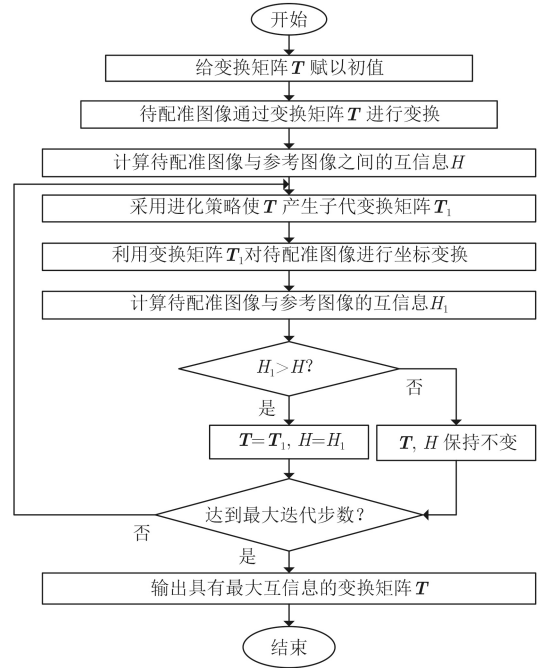 开始
给变换矩阵 T 赋以初值
待配准图像通过变换矩阵 T 进行变换
计算待配准图像与参考图像之间的互信息H
采用进化策略使 T 产生子代变换矩阵 T₁
利用变换矩阵 T₁对待配准图像进行坐标变换
计算待配准图像与参考图像的互信息H₁
H₁>H?
否
是
T=T₁, H=H₁
T, H 保持不变
达到最大迭代步数？
否
是
输出具有最大互信息的变换矩阵 T
结束